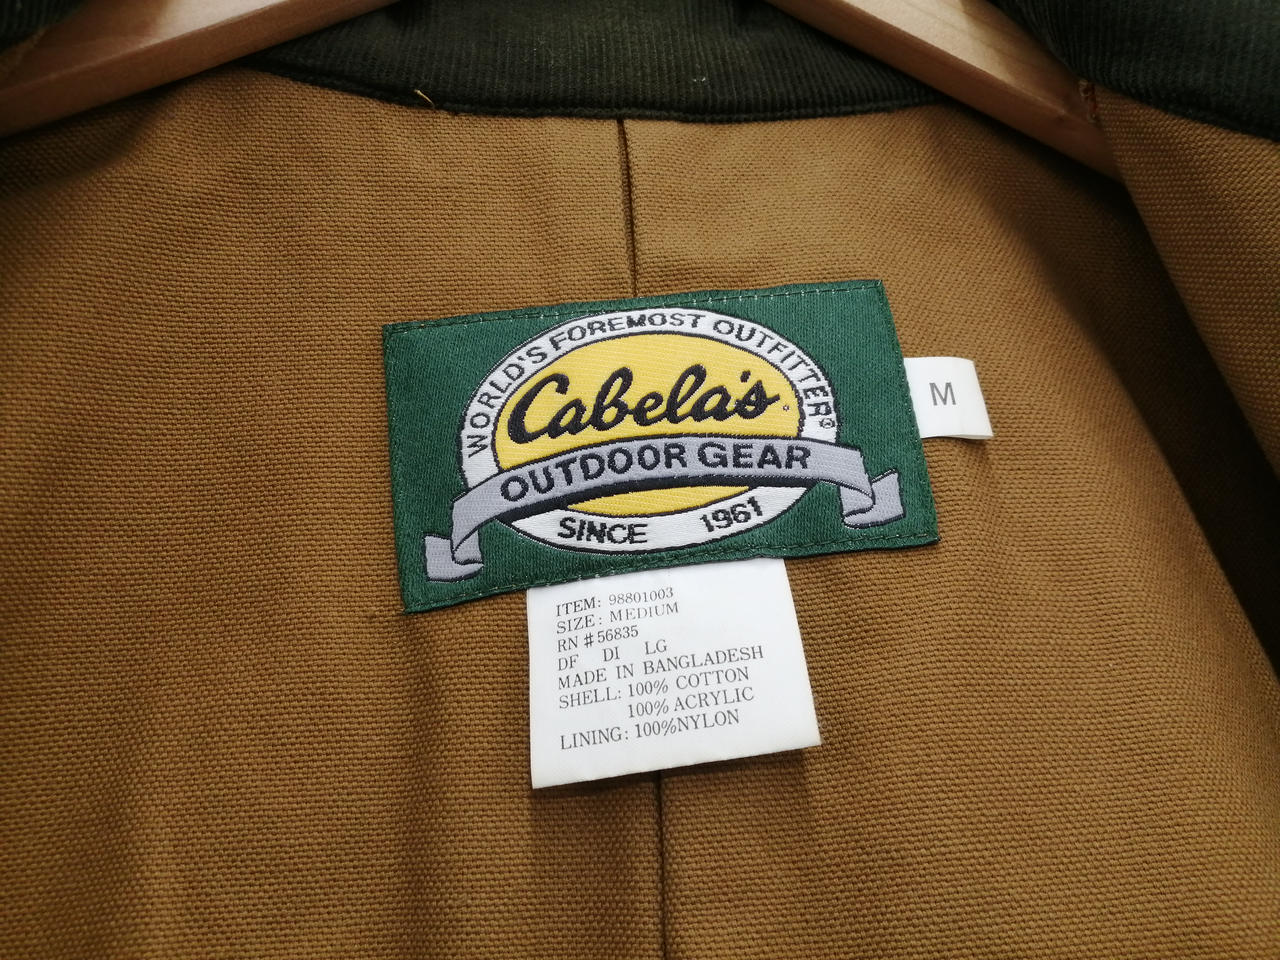 WORLD'S FOREMOST OUTFITTER®
Cabela's
OUTDOOR GEAR
SINCE 1961
M
ITEM: 98801003
SIZE: MEDIUM
RN #56835
DF DI LG
MADE IN BANGLADESH
SHELL: 100% COTTON
100% ACRYLIC
LINING: 100%NYLON